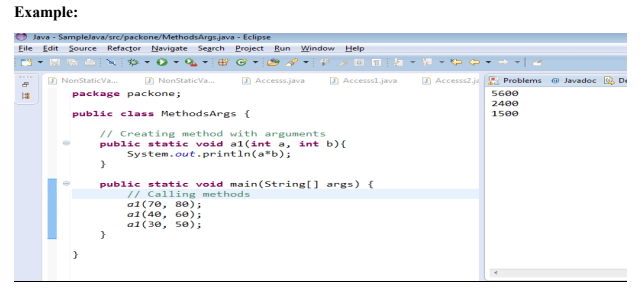 Example:
Java - SampleJava/src/packone/MethodsArgs.java - Eclipse
File Edit Source Refactor Navigate Search Project Run Window Help
NonStaticVa... NonStaticVa... Accesss.java Accesss1.java Accesss2.ja Problems @ Javadoc De
package packone;
public class MethodsArgs {
// Creating method with arguments
public static void a1(int a, int b){
System.out.println(a*b);
}
public static void main(String[] args) {
// Calling methods
a1(70, 80);
a1(40, 60);
a1(30, 50);
}
}
5600
2400
1500